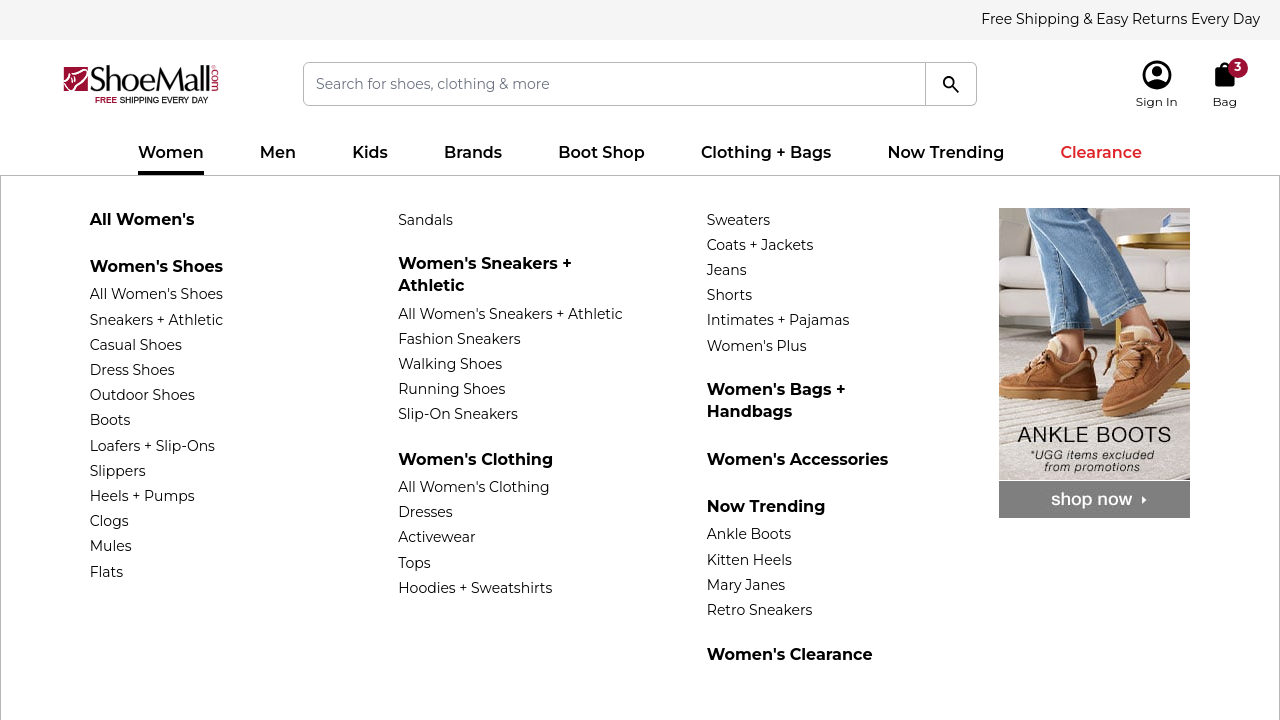 Free Shipping & Easy Returns Every Day
ShoeMall.com
FREE SHIPPING EVERY DAY
Search for shoes, clothing & more
Sign In
3
Bag
Women
Men
Kids
Brands
Boot Shop
Clothing + Bags
Now Trending
Clearance
All Women's
Women's Shoes
All Women's Shoes
Sneakers + Athletic
Casual Shoes
Dress Shoes
Outdoor Shoes
Boots
Loafers + Slip-Ons
Slippers
Heels + Pumps
Clogs
Mules
Flats
Sandals
Women's Sneakers +
Athletic
All Women's Sneakers + Athletic
Fashion Sneakers
Walking Shoes
Running Shoes
Slip-On Sneakers
Women's Clothing
All Women's Clothing
Dresses
Activewear
Tops
Hoodies + Sweatshirts
Sweaters
Coats + Jackets
Jeans
Shorts
Intimates + Pajamas
Women's Plus
Women's Bags +
Handbags
Women's Accessories
Now Trending
Ankle Boots
Kitten Heels
Mary Janes
Retro Sneakers
Women's Clearance
ANKLE BOOTS
*UGG items excluded
from promotions
shop now